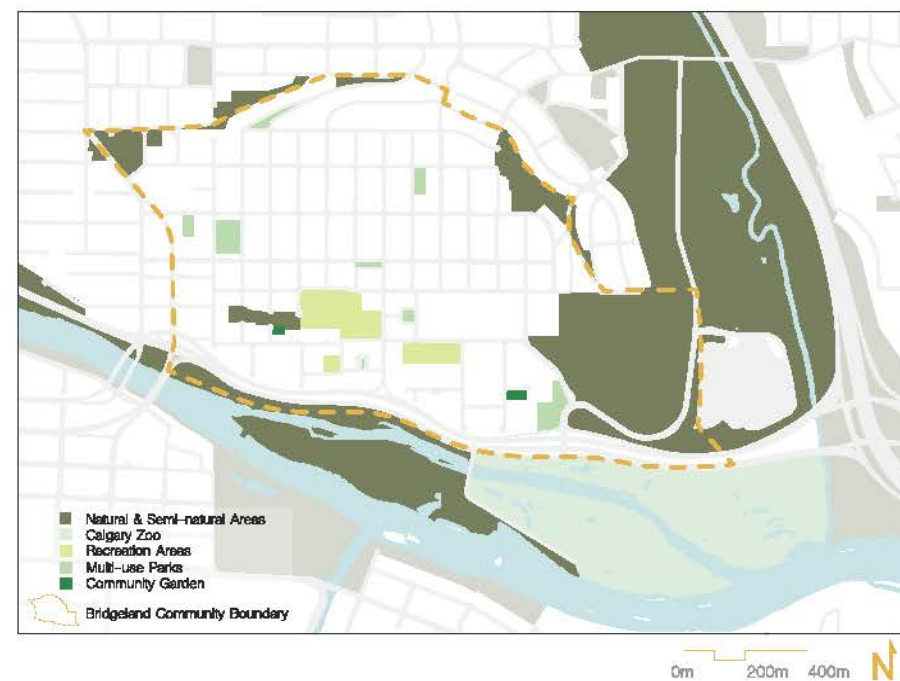 Natural & Semi-natural Areas
Calgary Zoo
Recreation Areas
Multi-use Parks
Community Garden
Bridgeland Community Boundary
0m 200m 400m N